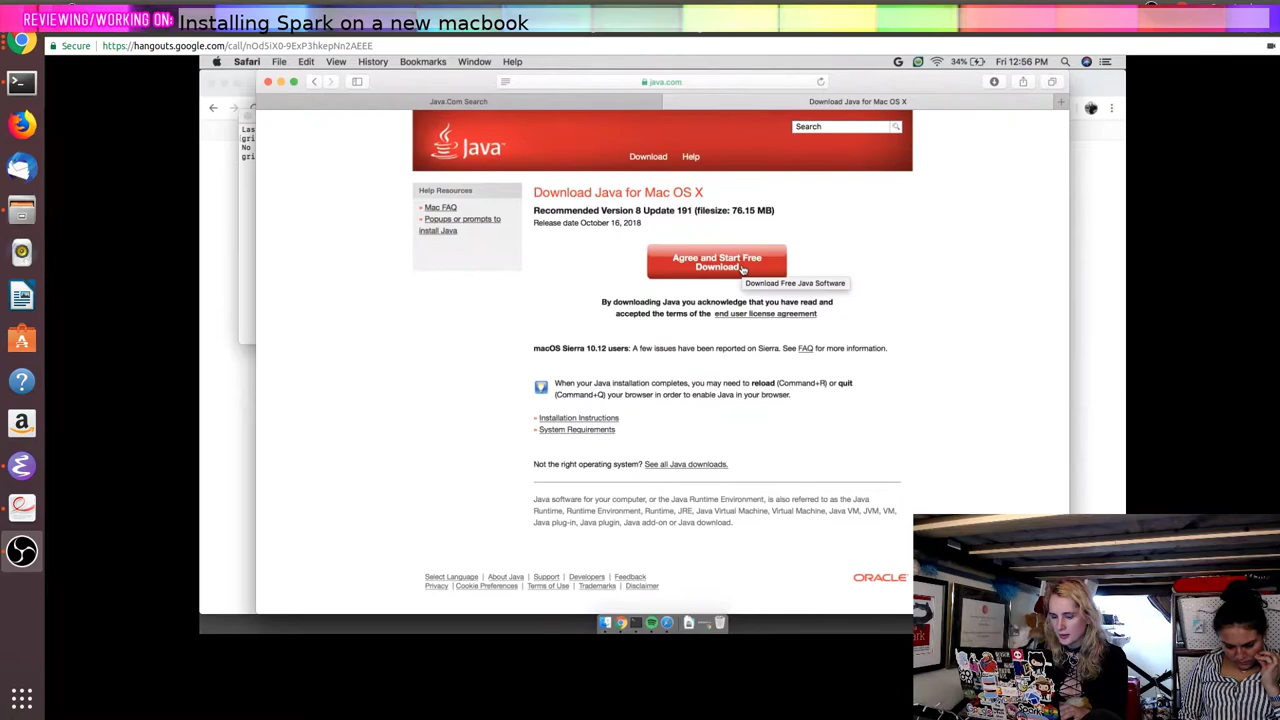 REVIEWING/WORKING ON: Installing Spark on a new macbook
Secure https://hangouts.google.com/call/nOd5iX0-9ExP3hkepNn2AEEE
Safari File Edit View History Bookmarks Window Help
34% Fri 12:56 PM
java.com
Java.Com Search
Download Java for Mac OS X
Las
gri
No
gri
Java
Search
Download Help
Help Resources
» Mac FAQ
» Popups or prompts to
install Java
Download Java for Mac OS X
Recommended Version 8 Update 191 (filesize: 76.15 MB)
Release date October 16, 2018
Agree and Start Free
Download
Download Free Java Software
By downloading Java you acknowledge that you have read and
accepted the terms of the end user license agreement
macOS Sierra 10.12 users: A few issues have been reported on Sierra. See FAQ for more information.
When your Java installation completes, you may need to reload (Command+R) or quit
(Command+Q) your browser in order to enable Java in your browser.
» Installation Instructions
» System Requirements
Not the right operating system? See all Java downloads.
Java software for your computer, or the Java Runtime Environment, is also referred to as the Java
Runtime, Runtime Environment, Runtime, JRE, Java Virtual Machine, Virtual Machine, Java VM, JVM, VM,
Java plug-in, Java plugin, Java add-on or Java download.
Select Language | About Java | Support | Developers | Feedback
Privacy | Cookie Preferences | Terms of Use | Trademarks | Disclaimer
ORACLE